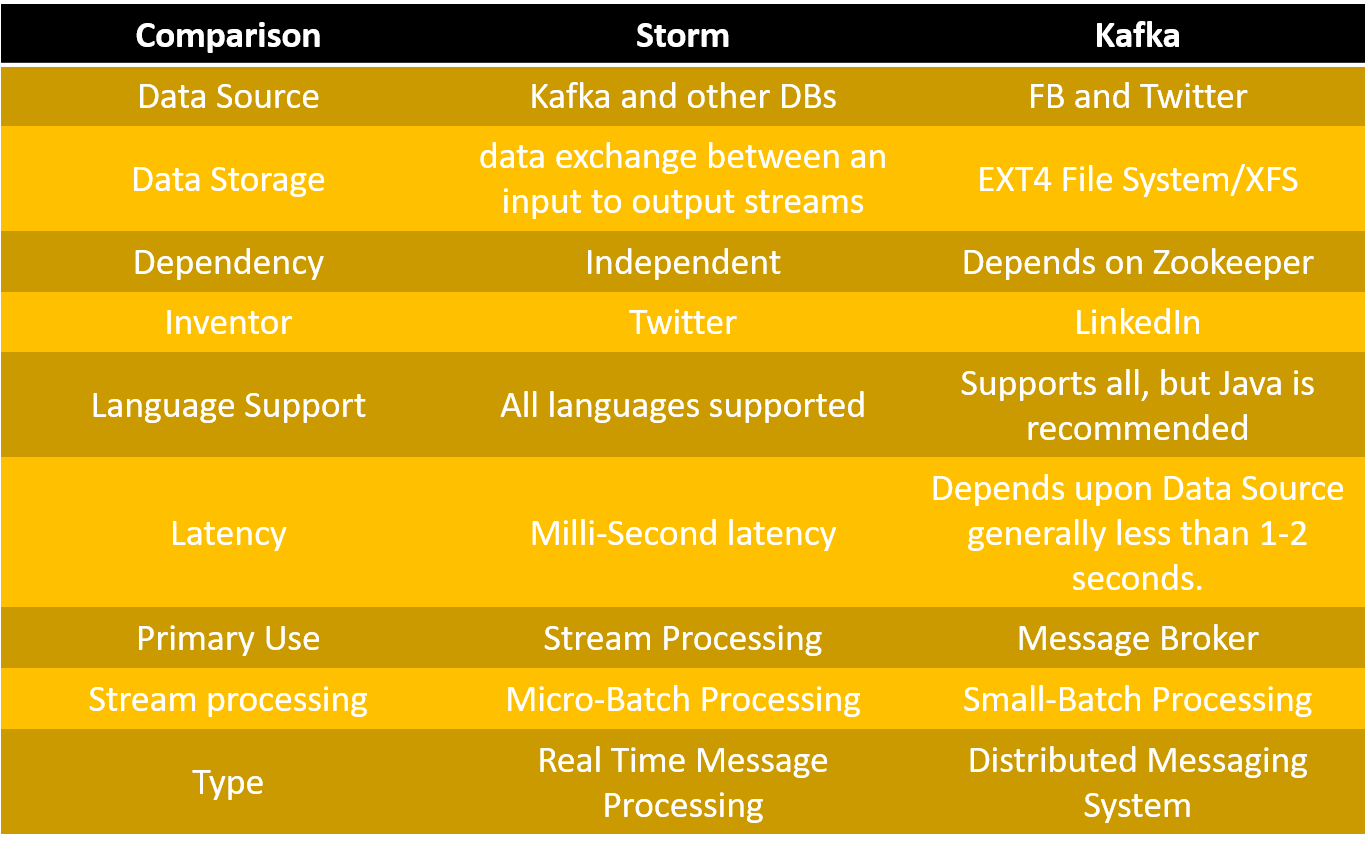 Comparison Storm Kafka
Data Source Kafka and other DBs FB and Twitter
Data Storage data exchange between an input to output streams EXT4 File System/XFS
Dependency Independent Depends on Zookeeper
Inventor Twitter LinkedIn
Language Support All languages supported Supports all, but Java is recommended
Latency Milli-Second latency Depends upon Data Source generally less than 1-2 seconds.
Primary Use Stream Processing Message Broker
Stream processing Micro-Batch Processing Small-Batch Processing
Type Real Time Message Processing Distributed Messaging System